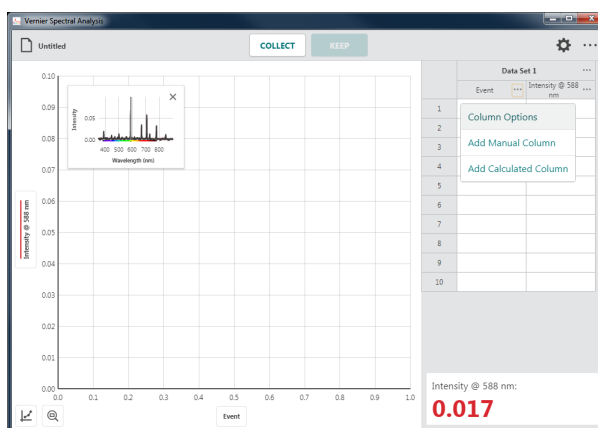 Vernier Spectral Analysis
Untitled
COLLECT
KEEP
Data Set 1
Event
Intensity @ 588 nm
Column Options
Add Manual Column
Add Calculated Column
1
2
3
4
5
6
7
8
9
10
Intensity @ 588 nm
0.10
0.09
0.08
0.07
0.06
0.05
0.04
0.03
0.02
0.01
0.00
0.0 0.1 0.2 0.3 0.4 0.5 0.6 0.7 0.8 0.9 1.0
Event
Intensity
0.05
0.00
400 500 600 700 800
Wavelength (nm)
Intensity @ 588 nm:
0.017